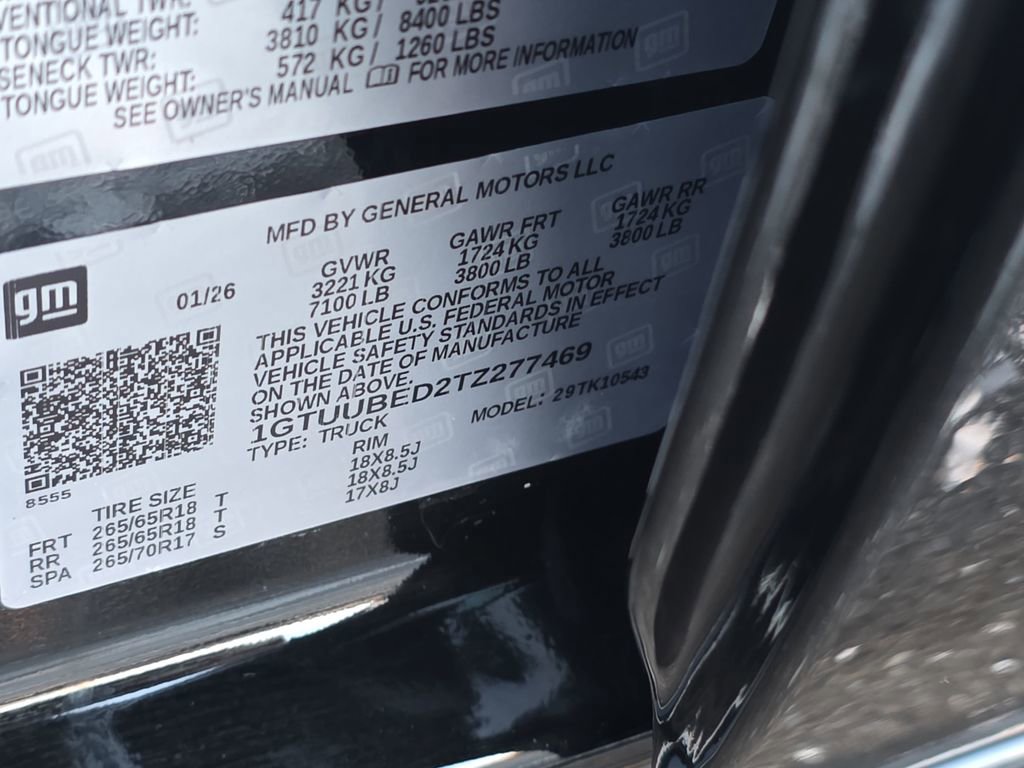 VENTIONAL TWR: 417 KG/
TONGUE WEIGHT: 3810 KG/ 8400 LBS
SENECK TWR: 572 KG/ 1260 LBS
TONGUE WEIGHT:
SEE OWNER'S MANUAL FOR MORE INFORMATION
MFD BY GENERAL MOTORS LLC
gm
01/26
GVWR GAWR FRT GAWR RR
3221 KG 1724 KG 1724 KG
7100 LB 3800 LB 3800 LB
THIS VEHICLE CONFORMS TO ALL
APPLICABLE U.S. FEDERAL MOTOR
VEHICLE SAFETY STANDARDS IN EFFECT
ON THE DATE OF MANUFACTURE
SHOWN ABOVE.
1GTUUBED2TZ277469
TYPE: TRUCK MODEL: 29TK10543
8555
TIRE SIZE RIM
FRT 265/65R18 T 18X8.5J
RR 265/65R18 T 18X8.5J
SPA 265/70R17 S 17X8J